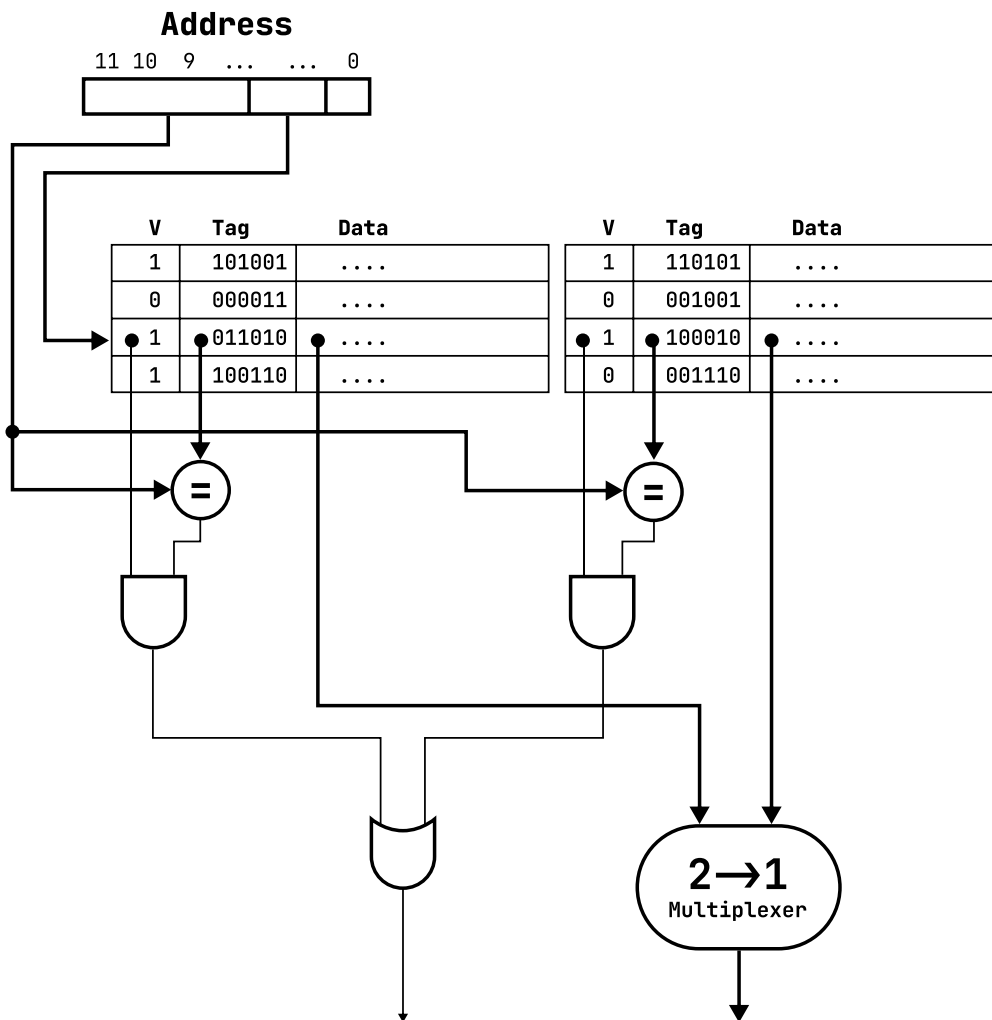 Address
11 10 9 ... ... 0
V Tag Data V Tag Data
1 101001 .... 1 110101 ....
0 000011 .... 0 001001 ....
1 011010 .... 1 100010 ....
1 100110 .... 0 001110 ....
= =
2→1
Multiplexer